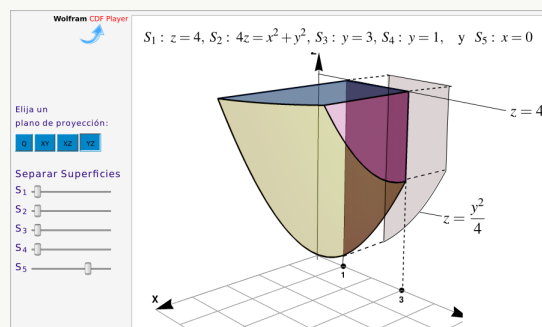 Wolfram CDF Player
S₁ : z = 4, S₂ : 4z = x² + y², S₃ : y = 3, S₄ : y = 1, y S₅ : x = 0
z = 4
Elija un
plano de proyección:
Q XY XZ YZ
Separar Superficies
S₁
S₂
S₃
S₄
S₅
z = y²/4
1
3
X